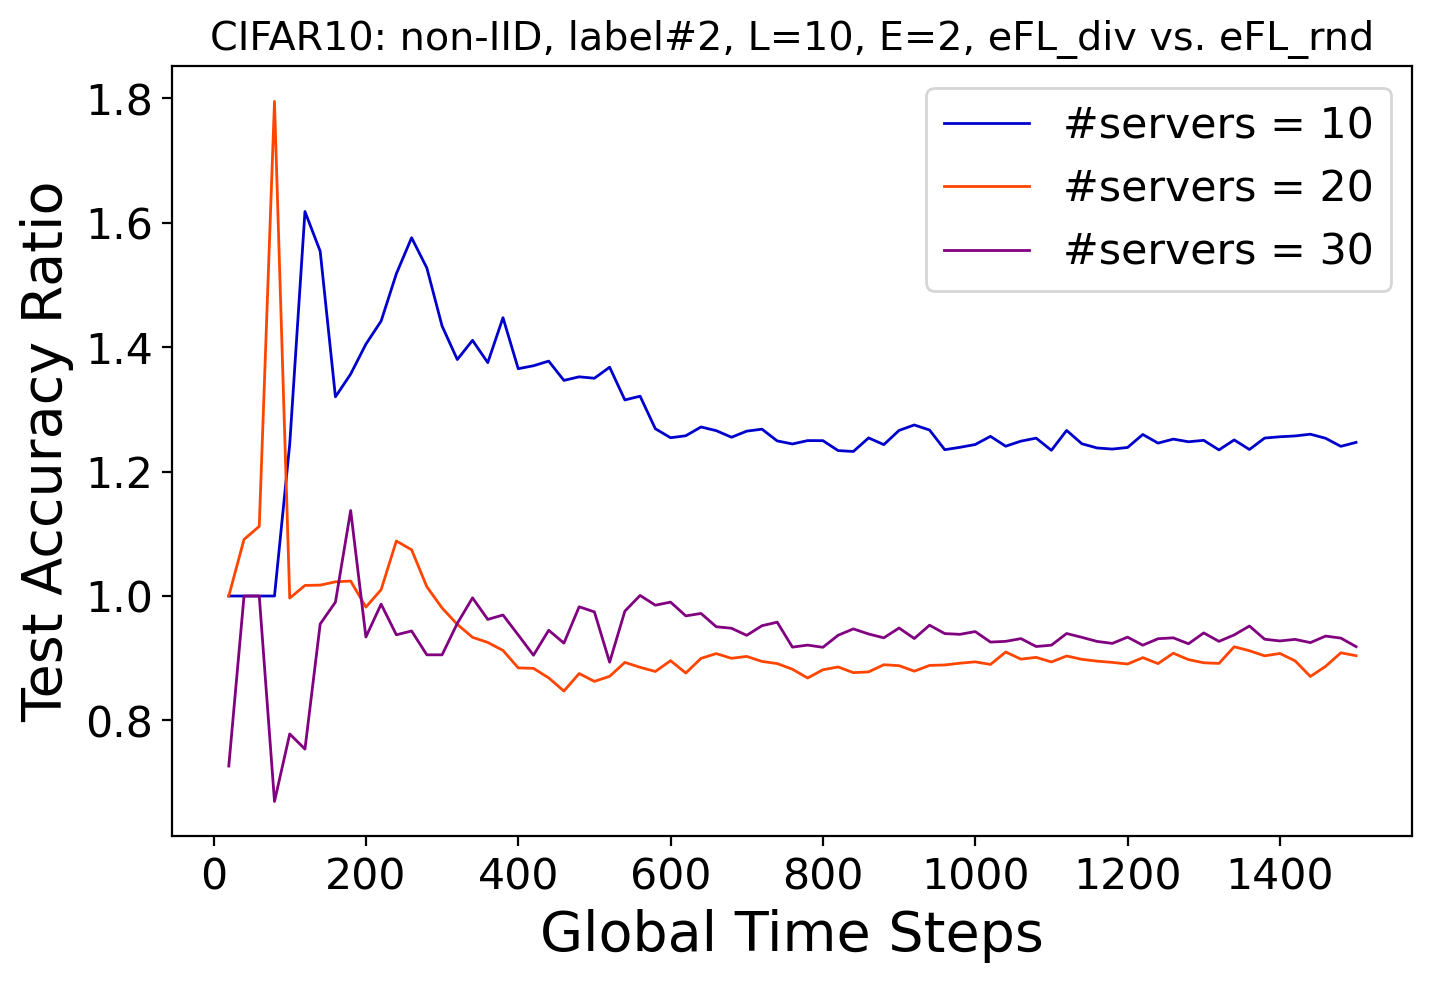 CIFAR10: non-IID, label#2, L=10, E=2, eFL_div vs. eFL_rnd
#servers = 10
#servers = 20
#servers = 30
Test Accuracy Ratio
1.8
1.6
1.4
1.2
1.0
0.8
0 200 400 600 800 1000 1200 1400
Global Time Steps